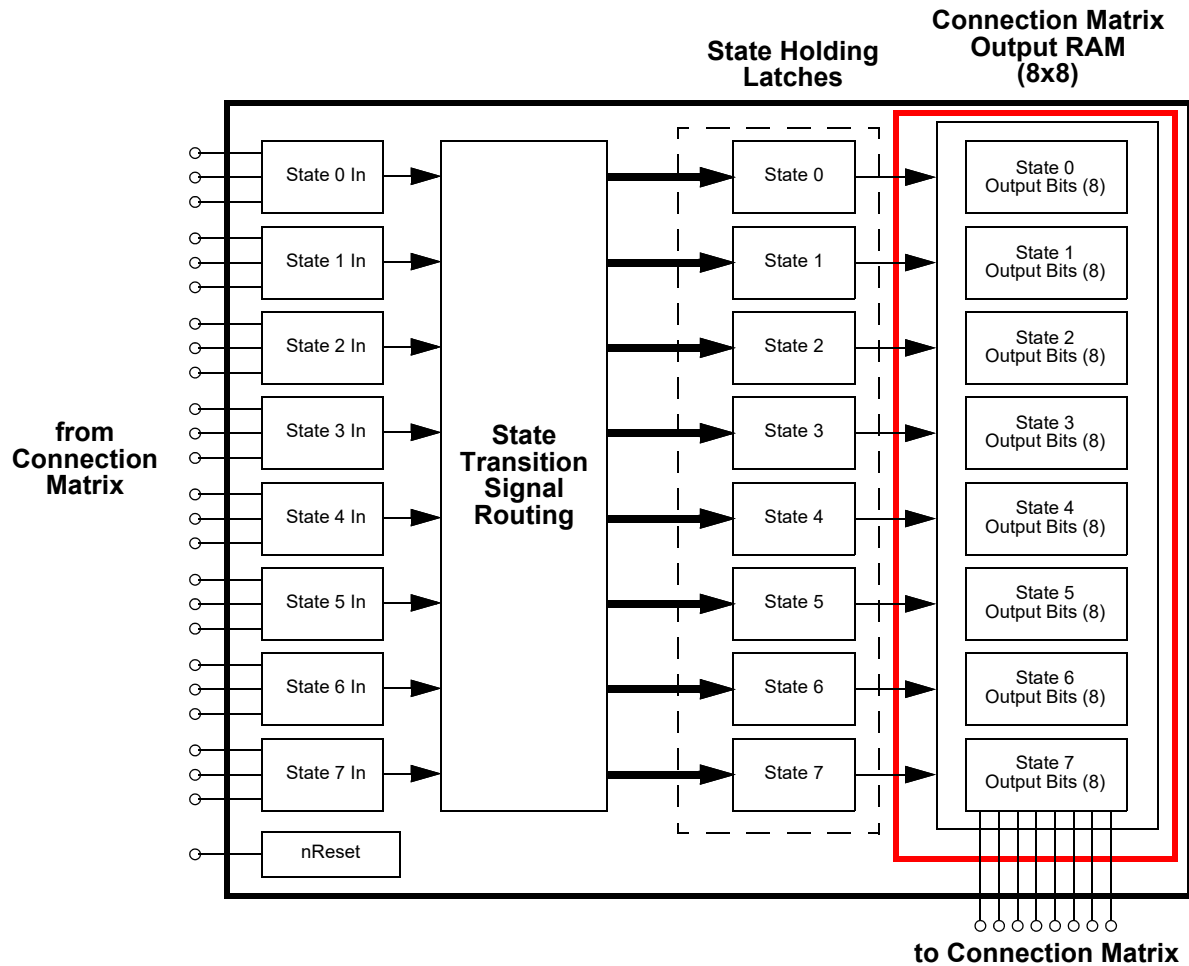 Connection Matrix
Output RAM
(8x8)
State Holding
Latches
from
Connection
Matrix
State 0 In
State 1 In
State 2 In
State 3 In
State 4 In
State 5 In
State 6 In
State 7 In
nReset
State
Transition
Signal
Routing
State 0
State 1
State 2
State 3
State 4
State 5
State 6
State 7
State 0
Output Bits (8)
State 1
Output Bits (8)
State 2
Output Bits (8)
State 3
Output Bits (8)
State 4
Output Bits (8)
State 5
Output Bits (8)
State 6
Output Bits (8)
State 7
Output Bits (8)
to Connection Matrix